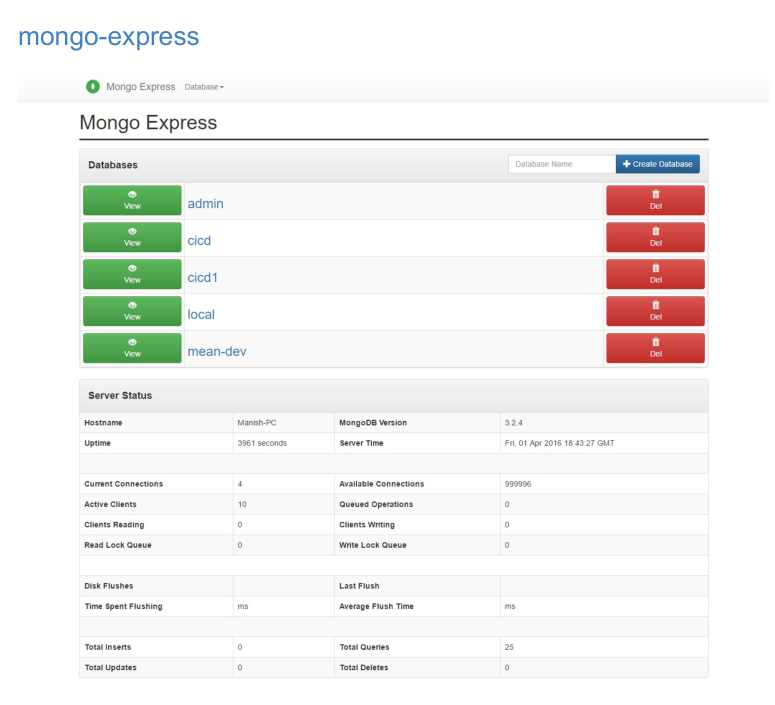 mongo-express
Mongo Express Database
Mongo Express
Databases Database Name Create Database
View admin Del
View cicd Del
View cicd1 Del
View local Del
View mean-dev Del
Server Status
Hostname Manish-PC MongoDB Version 3.2.4
Uptime 3961 seconds Server Time Fri, 01 Apr 2016 18:43:27 GMT
Current Connections 4 Available Connections 999996
Active Clients 10 Queued Operations 0
Clients Reading 0 Clients Writing 0
Read Lock Queue 0 Write Lock Queue 0
Disk Flushes Last Flush
Time Spent Flushing ms Average Flush Time ms
Total Inserts 0 Total Queries 25
Total Updates 0 Total Deletes 0